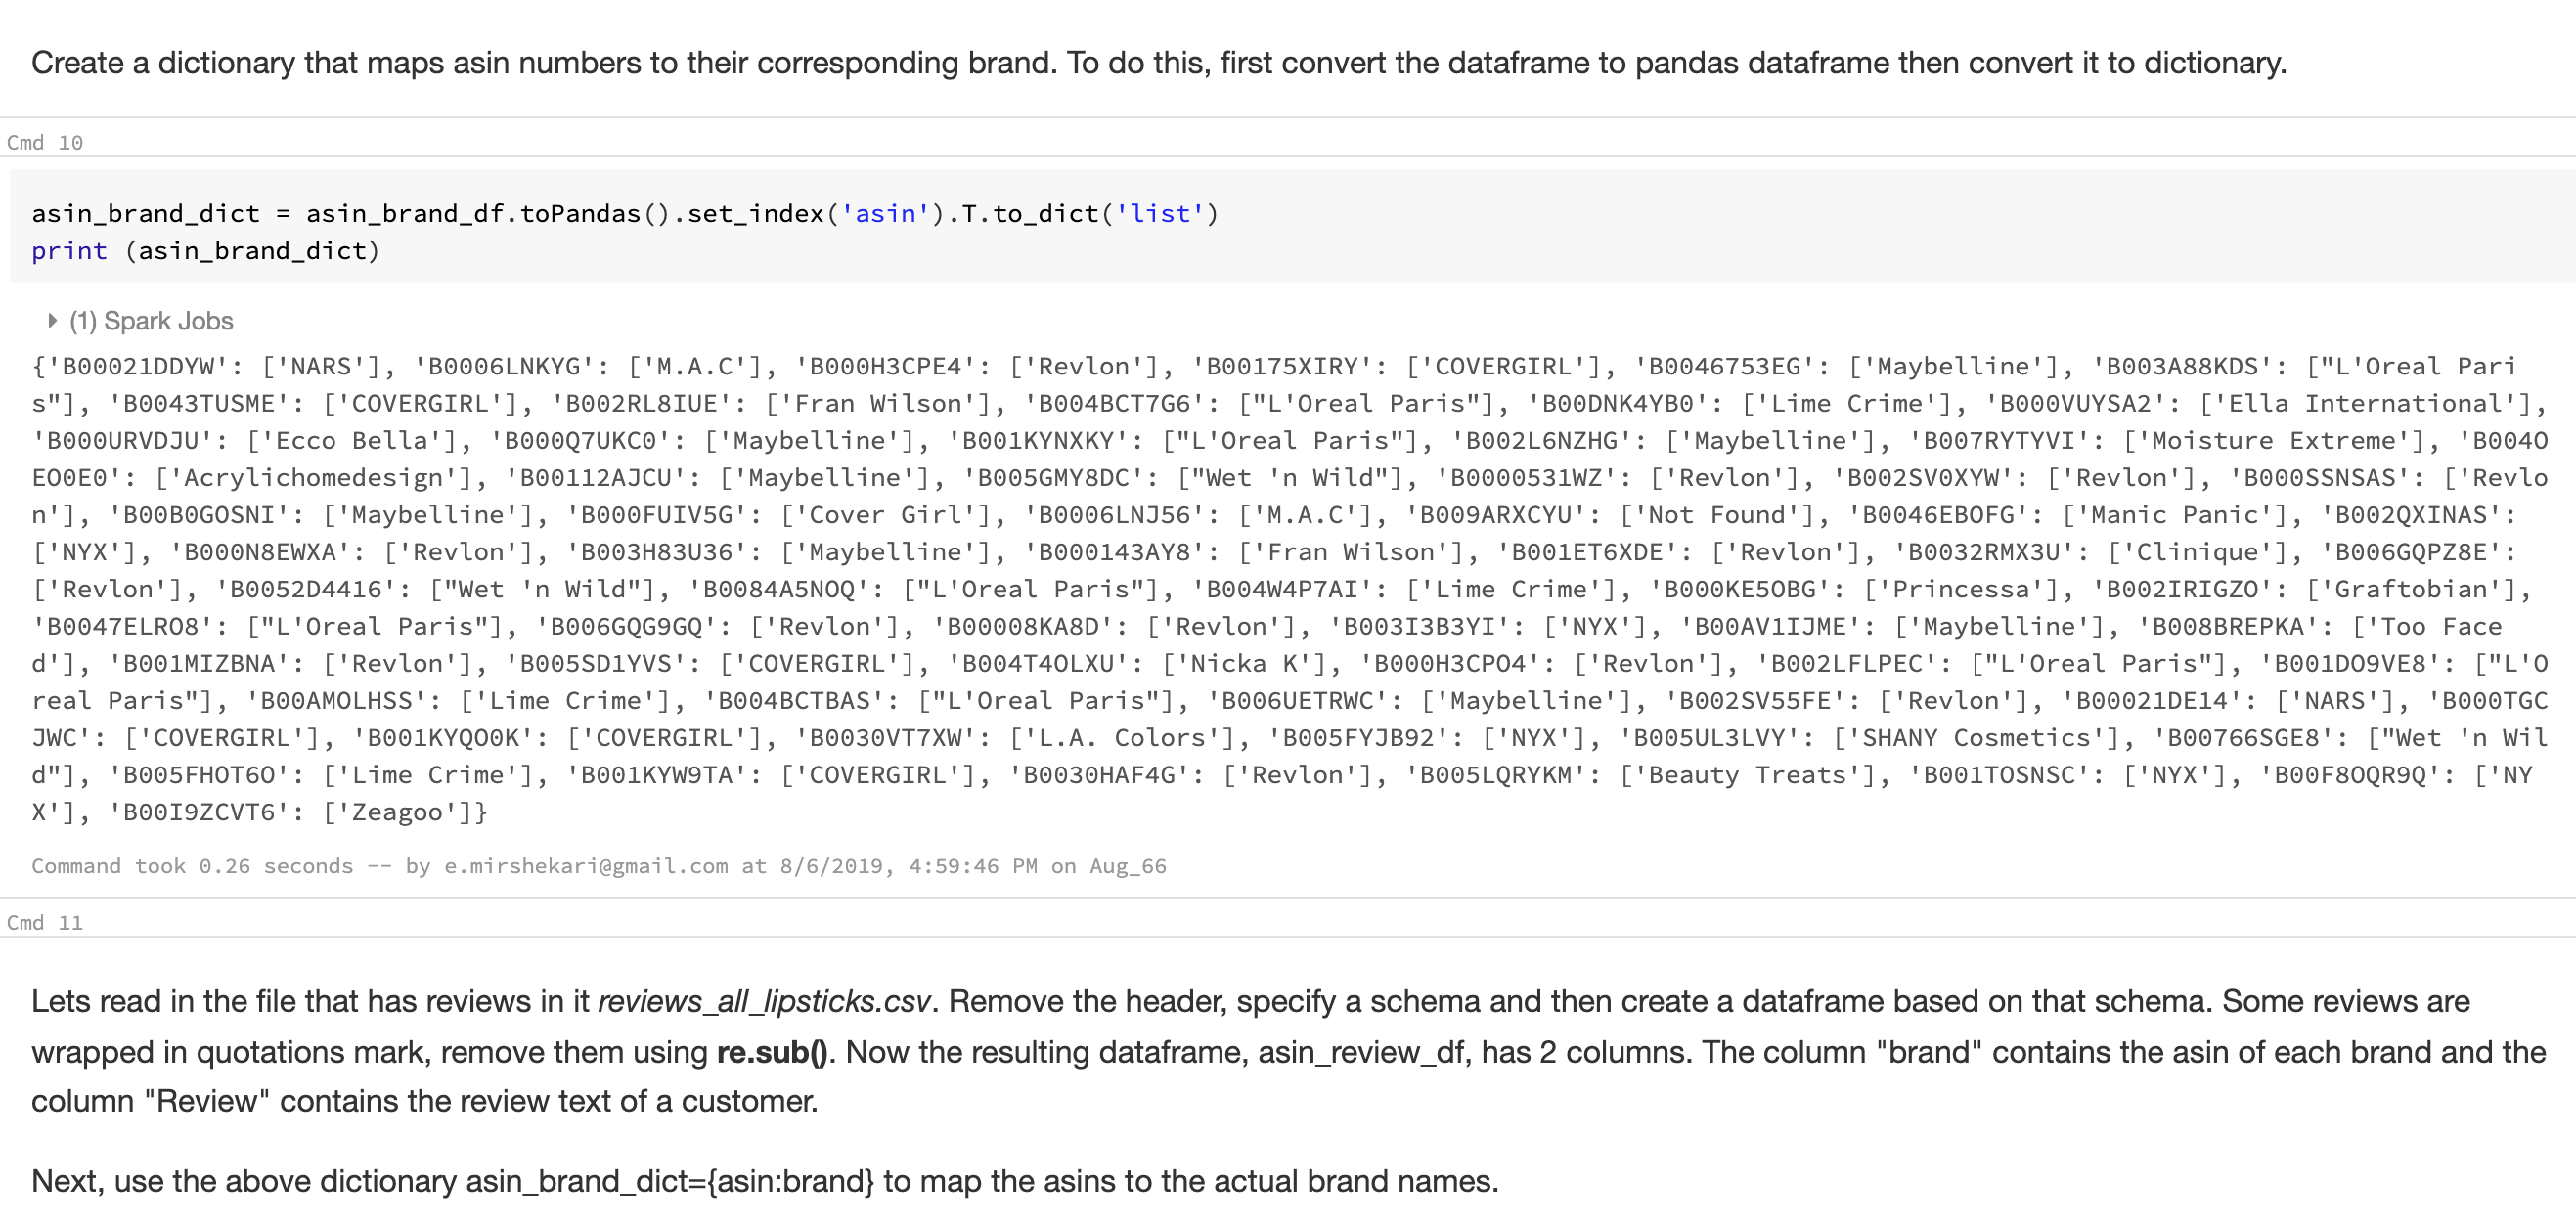 Create a dictionary that maps asin numbers to their corresponding brand. To do this, first convert the dataframe to pandas dataframe then convert it to dictionary.
Cmd 10
asin_brand_dict = asin_brand_df.toPandas().set_index('asin').T.to_dict('list')
print (asin_brand_dict)
(1) Spark Jobs
{'B00021DDYW': ['NARS'], 'B0006LNKYG': ['M.A.C'], 'B000H3CPE4': ['Revlon'], 'B00175XIRY': ['COVERGIRL'], 'B0046753EG': ['Maybelline'], 'B003A88KDS': ["L'Oreal Pari
s"], 'B0043TUSME': ['COVERGIRL'], 'B002RL8IUE': ['Fran Wilson'], 'B004BCT7G6': ["L'Oreal Paris"], 'B00DNK4YB0': ['Lime Crime'], 'B000VUYSA2': ['Ella International'],
'B000URVDJU': ['Ecco Bella'], 'B000Q7UKC0': ['Maybelline'], 'B001KYNXKY': ["L'Oreal Paris"], 'B002L6NZHG': ['Maybelline'], 'B007RYTYVI': ['Moisture Extreme'], 'B004O
EO0E0': ['Acrylichomedesign'], 'B00112AJCU': ['Maybelline'], 'B005GMY8DC': ["Wet 'n Wild"], 'B0000531WZ': ['Revlon'], 'B002SV0XYW': ['Revlon'], 'B000SSNSAS': ['Revlo
n'], 'B00B0GOSNI': ['Maybelline'], 'B000FUIV5G': ['Cover Girl'], 'B0006LNJ56': ['M.A.C'], 'B009ARXCYU': ['Not Found'], 'B0046EBOFG': ['Manic Panic'], 'B002QXINAS':
['NYX'], 'B000N8EWXA': ['Revlon'], 'B003H83U36': ['Maybelline'], 'B000143AY8': ['Fran Wilson'], 'B001ET6XDE': ['Revlon'], 'B0032RMX3U': ['Clinique'], 'B006GQPZ8E':
['Revlon'], 'B0052D4416': ["Wet 'n Wild"], 'B0084A5NOQ': ["L'Oreal Paris"], 'B004W4P7AI': ['Lime Crime'], 'B000KE5OBG': ['Princessa'], 'B002IRIGZO': ['Graftobian'],
'B0047ELRO8': ["L'Oreal Paris"], 'B006GQG9GQ': ['Revlon'], 'B00008KA8D': ['Revlon'], 'B003I3B3YI': ['NYX'], 'B00AV1IJME': ['Maybelline'], 'B008BREPKA': ['Too Face
d'], 'B001MIZBNA': ['Revlon'], 'B005SD1YVS': ['COVERGIRL'], 'B004T4OLXU': ['Nicka K'], 'B000H3CPO4': ['Revlon'], 'B002LFLPEC': ["L'Oreal Paris"], 'B001DO9VE8': ["L'O
real Paris"], 'B00AMOLHSS': ['Lime Crime'], 'B004BCTBAS': ["L'Oreal Paris"], 'B006UETRWC': ['Maybelline'], 'B002SV55FE': ['Revlon'], 'B00021DE14': ['NARS'], 'B000TGC
JWC': ['COVERGIRL'], 'B001KYQO0K': ['COVERGIRL'], 'B0030VT7XW': ['L.A. Colors'], 'B005FYJB92': ['NYX'], 'B005UL3LVY': ['SHANY Cosmetics'], 'B00766SGE8': ["Wet 'n Wil
d"], 'B005FHOT6O': ['Lime Crime'], 'B001KYW9TA': ['COVERGIRL'], 'B0030HAF4G': ['Revlon'], 'B005LQRYKM': ['Beauty Treats'], 'B001TOSNSC': ['NYX'], 'B00F8OQR9Q': ['NY
X'], 'B00I9ZCVT6': ['Zeagoo']}
Command took 0.26 seconds -- by e.mirshekari@gmail.com at 8/6/2019, 4:59:46 PM on Aug_66
Cmd 11
Lets read in the file that has reviews in it reviews_all_lipsticks.csv. Remove the header, specify a schema and then create a dataframe based on that schema. Some reviews are
wrapped in quotations mark, remove them using re.sub(). Now the resulting dataframe, asin_review_df, has 2 columns. The column "brand" contains the asin of each brand and the
column "Review" contains the review text of a customer.
Next, use the above dictionary asin_brand_dict={asin:brand} to map the asins to the actual brand names.